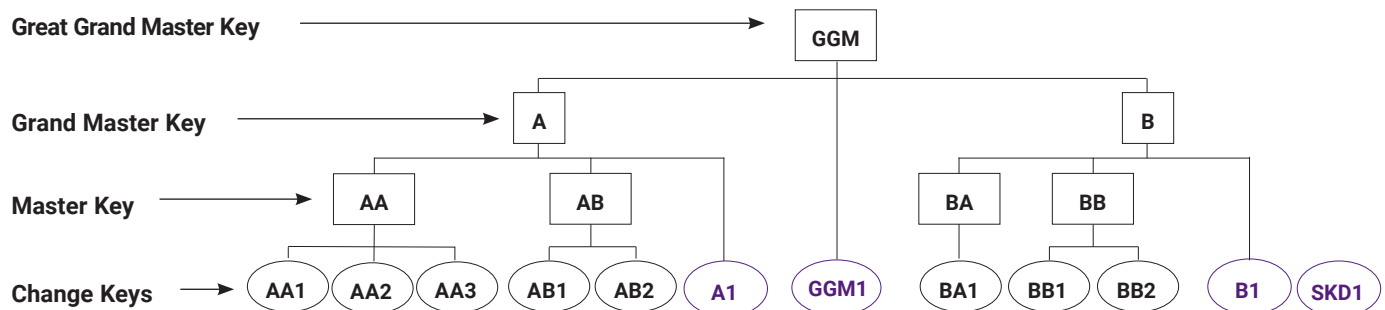 Great Grand Master Key
GGM
Grand Master Key
A
B
Master Key
AA
AB
BA
BB
Change Keys
AA1
AA2
AA3
AB1
AB2
A1
GGM1
BA1
BB1
BB2
B1
SKD1